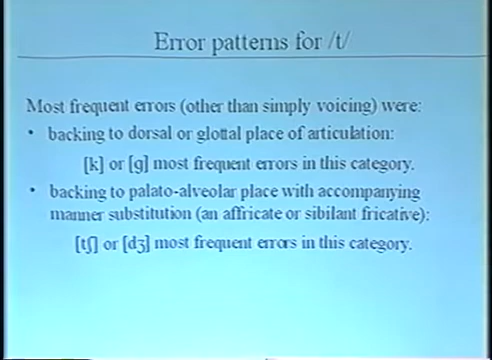 Error patterns for /t/
Most frequent errors (other than simply voicing) were:
• backing to dorsal or glottal place of articulation:
[k] or [g] most frequent errors in this category.
• backing to palato-alveolar place with accompanying
manner substitution (an affricate or sibilant fricative):
[tʃ] or [dʒ] most frequent errors in this category.